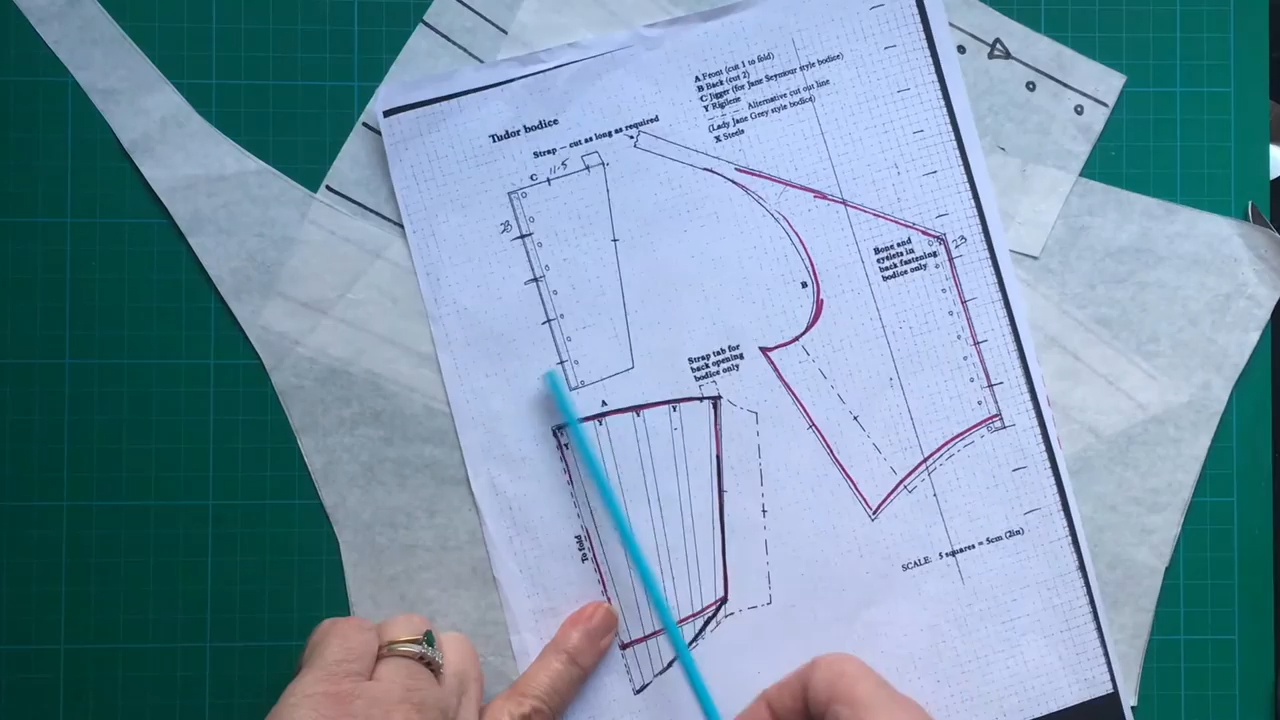 A Front (cut 1 to fold)
B Back (cut 2)
C Jigger (for Jane Seymour style bodice)
Y Rigilene
Alternative cut out line
(Lady Jane Grey style bodice)
X Steels
Tudor bodice
Strap — cut as long as required
C
11.5
23
Bone and
eyelets in
back fastening
bodice only
23
B
Strap tab for
back opening
bodice only
A
Y
Y
Y
Y
To fold
SCALE: 5 squares = 5cm (2in)